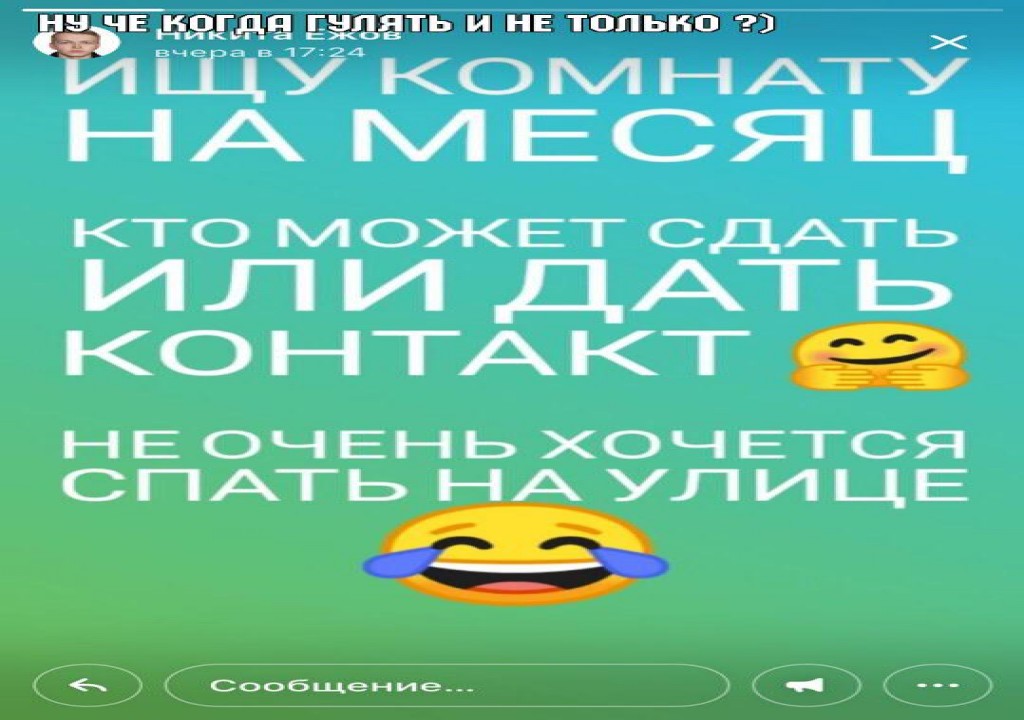 НУ ЧЕ КОГДА ГУЛЯТЬ И НЕ ТОЛЬКО ?)
Никита Ежов
вчера в 17:24
ИЩУ КОМНАТУ
НА МЕСЯЦ
КТО МОЖЕТ СДАТЬ
ИЛИ ДАТЬ
КОНТАКТ 🤗
НЕ ОЧЕНЬ ХОЧЕТСЯ
СПАТЬ НА УЛИЦЕ
😂
Сообщение...